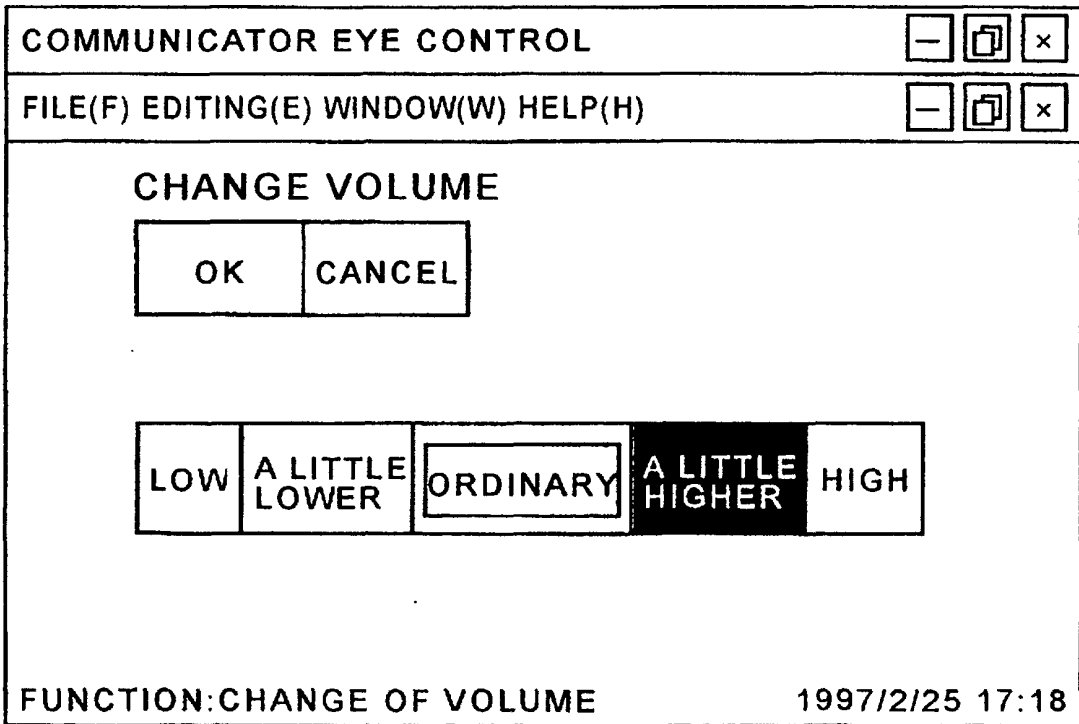 COMMUNICATOR EYE CONTROL
FILE(F) EDITING(E) WINDOW(W) HELP(H)
CHANGE VOLUME
OK CANCEL
LOW A LITTLE LOWER ORDINARY A LITTLE HIGHER HIGH
FUNCTION:CHANGE OF VOLUME 1997/2/25 17:18